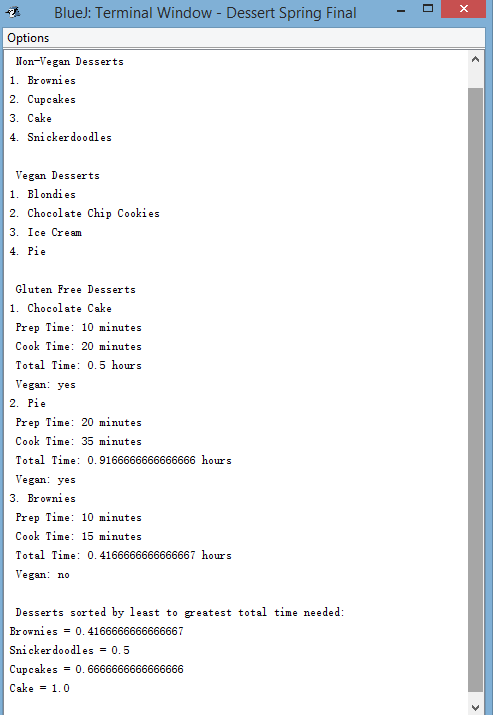 BlueJ: Terminal Window - Dessert Spring Final
Options
Non-Vegan Desserts
1. Brownies
2. Cupcakes
3. Cake
4. Snickerdoodles
Vegan Desserts
1. Blondies
2. Chocolate Chip Cookies
3. Ice Cream
4. Pie
Gluten Free Desserts
1. Chocolate Cake
Prep Time: 10 minutes
Cook Time: 20 minutes
Total Time: 0.5 hours
Vegan: yes
2. Pie
Prep Time: 20 minutes
Cook Time: 35 minutes
Total Time: 0.9166666666666666 hours
Vegan: yes
3. Brownies
Prep Time: 10 minutes
Cook Time: 15 minutes
Total Time: 0.4166666666666667 hours
Vegan: no
Desserts sorted by least to greatest total time needed:
Brownies = 0.4166666666666667
Snickerdoodles = 0.5
Cupcakes = 0.6666666666666666
Cake = 1.0